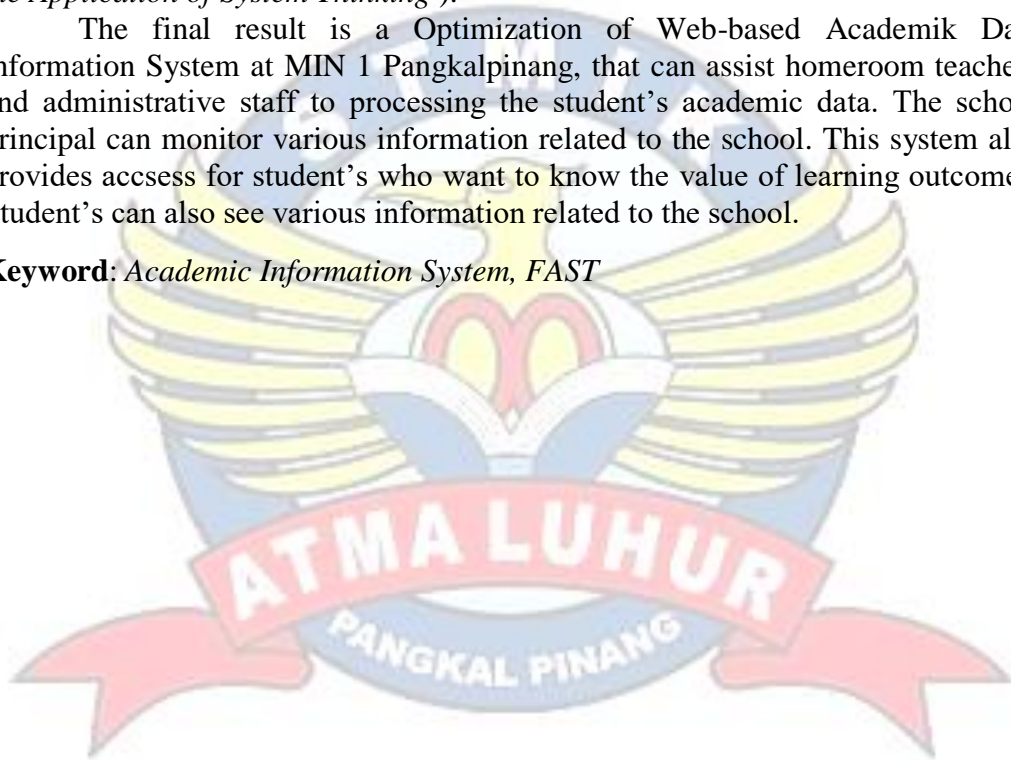 he Application of System Thinking").
The final result is a Optimization of Web-based Academik Da
nformation System at MIN 1 Pangkalpinang, that can assist homeroom teache
nd administrative staff to processing the student's academic data. The scho
rincipal can monitor various information related to the school. This system al
rovides accsess for student's who want to know the value of learning outcome
tudent's can also see various information related to the school.
Keyword: Academic Information System, FAST
STMIK
ATMA LUHUR
PANGKAL PINANG